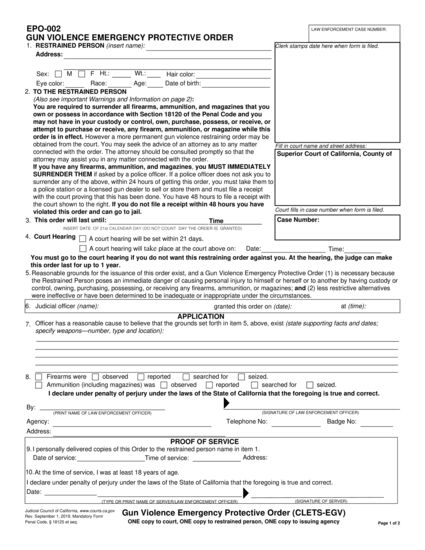 EPO-002
LAW ENFORCEMENT CASE NUMBER:
GUN VIOLENCE EMERGENCY PROTECTIVE ORDER
1. RESTRAINED PERSON (insert name):
Clerk stamps date here when form is filed.
Address:
Sex: M F Ht.: Wt.: Hair color:
Eye color: Race: Age: Date of birth:
2. TO THE RESTRAINED PERSON
(Also see important Warnings and Information on page 2):
You are required to surrender all firearms, ammunition, and magazines that you
own or possess in accordance with Section 18120 of the Penal Code and you
may not have in your custody or control, own, purchase, possess, or receive, or
attempt to purchase or receive, any firearm, ammunition, or magazine while this
order is in effect. However a more permanent gun violence restraining order may be
obtained from the court. You may seek the advice of an attorney as to any matter
connected with the order. The attorney should be consulted promptly so that the
attorney may assist you in any matter connected with the order.
Fill in court name and street address:
Superior Court of California, County of
If you have any firearms, ammunition, and magazines, you MUST IMMEDIATELY
SURRENDER THEM if asked by a police officer. If a police officer does not ask you to
surrender any of the above, within 24 hours of getting this order, you must take them to
a police station or a licensed gun dealer to sell or store them and must file a receipt
with the court proving that this has been done. You have 48 hours to file a receipt with
the court shown to the right. If you do not file a receipt within 48 hours you have
violated this order and can go to jail.
Court fills in case number when form is filed.
Case Number:
3. This order will last until: Time
INSERT DATE OF 21st CALENDAR DAY (DO NOT COUNT DAY THE ORDER IS GRANTED)
4. Court Hearing A court hearing will be set within 21 days.
A court hearing will take place at the court above on: Date: Time:
You must go to the court hearing if you do not want this restraining order against you. At the hearing, the judge can make
this order last for up to 1 year.
5. Reasonable grounds for the issuance of this order exist, and a Gun Violence Emergency Protective Order (1) is necessary because
the Restrained Person poses an immediate danger of causing personal injury to himself or herself or to another by having custody or
control, owning, purchasing, possessing, or receiving any firearms, ammunition, or magazines; and (2) less restrictive alternatives
were ineffective or have been determined to be inadequate or inappropriate under the circumstances.
6. Judicial officer (name): granted this order on (date): at (time):
APPLICATION
7. Officer has a reasonable cause to believe that the grounds set forth in item 5, above, exist (state supporting facts and dates;
specify weapons—number, type and location):
8. Firearms were observed reported searched for seized.
Ammunition (including magazines) was observed reported searched for seized.
I declare under penalty of perjury under the laws of the State of California that the foregoing is true and correct.
By:
(PRINT NAME OF LAW ENFORCEMENT OFFICER) (SIGNATURE OF LAW ENFORCEMENT OFFICER)
Agency: Telephone No: Badge No:
Address:
PROOF OF SERVICE
9. I personally delivered copies of this Order to the restrained person name in item 1.
Date of service: Time of service: Address:
10. At the time of service, I was at least 18 years of age.
I declare under penalty of perjury under the laws of the State of California that the foregoing is true and correct.
Date:
(TYPE OR PRINT NAME OF SERVER/LAW ENFORCEMENT OFFICER) (SIGNATURE OF SERVER)
Judicial Council of California, www.courts.ca.gov
Rev. September 1, 2019, Mandatory Form
Penal Code, § 18125 et seq.
Gun Violence Emergency Protective Order (CLETS-EGV)
ONE copy to court, ONE copy to restrained person, ONE copy to issuing agency
Page 1 of 2